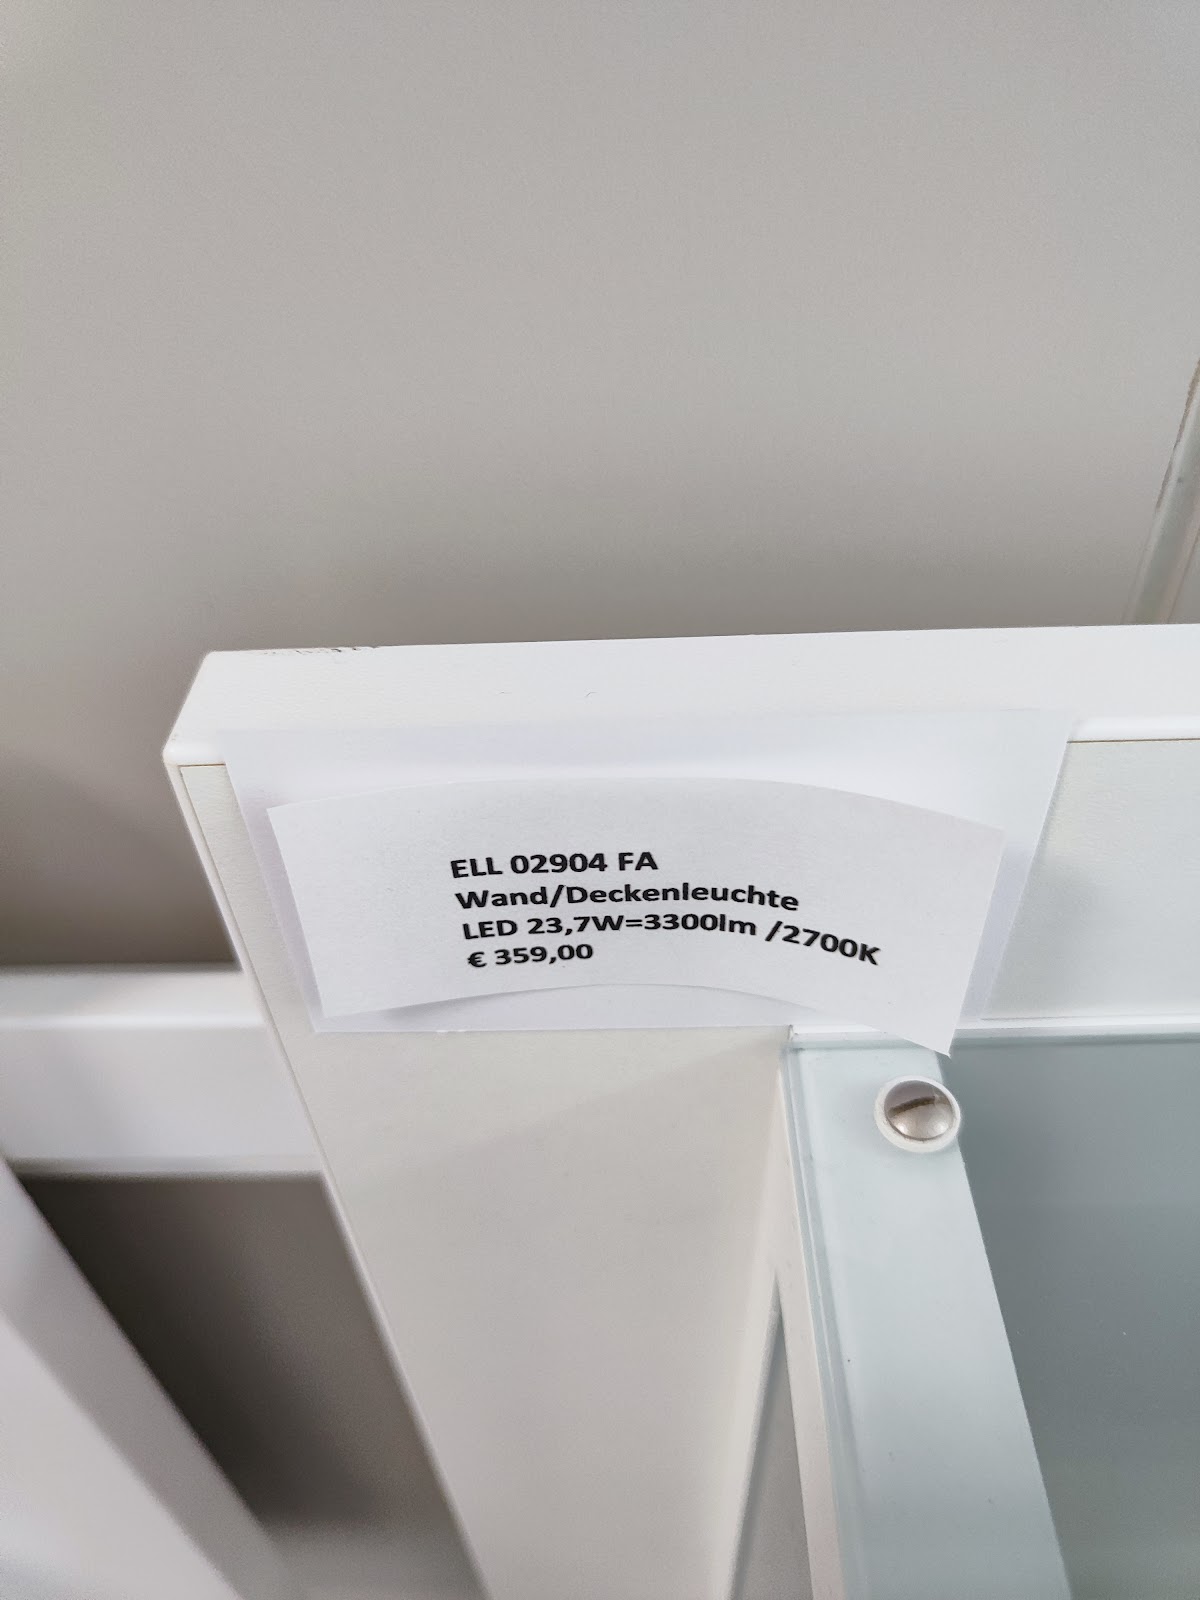 ELL 02904 FA
Wand/Deckenleuchte
LED 23,7W=3300lm /2700K
€ 359,00